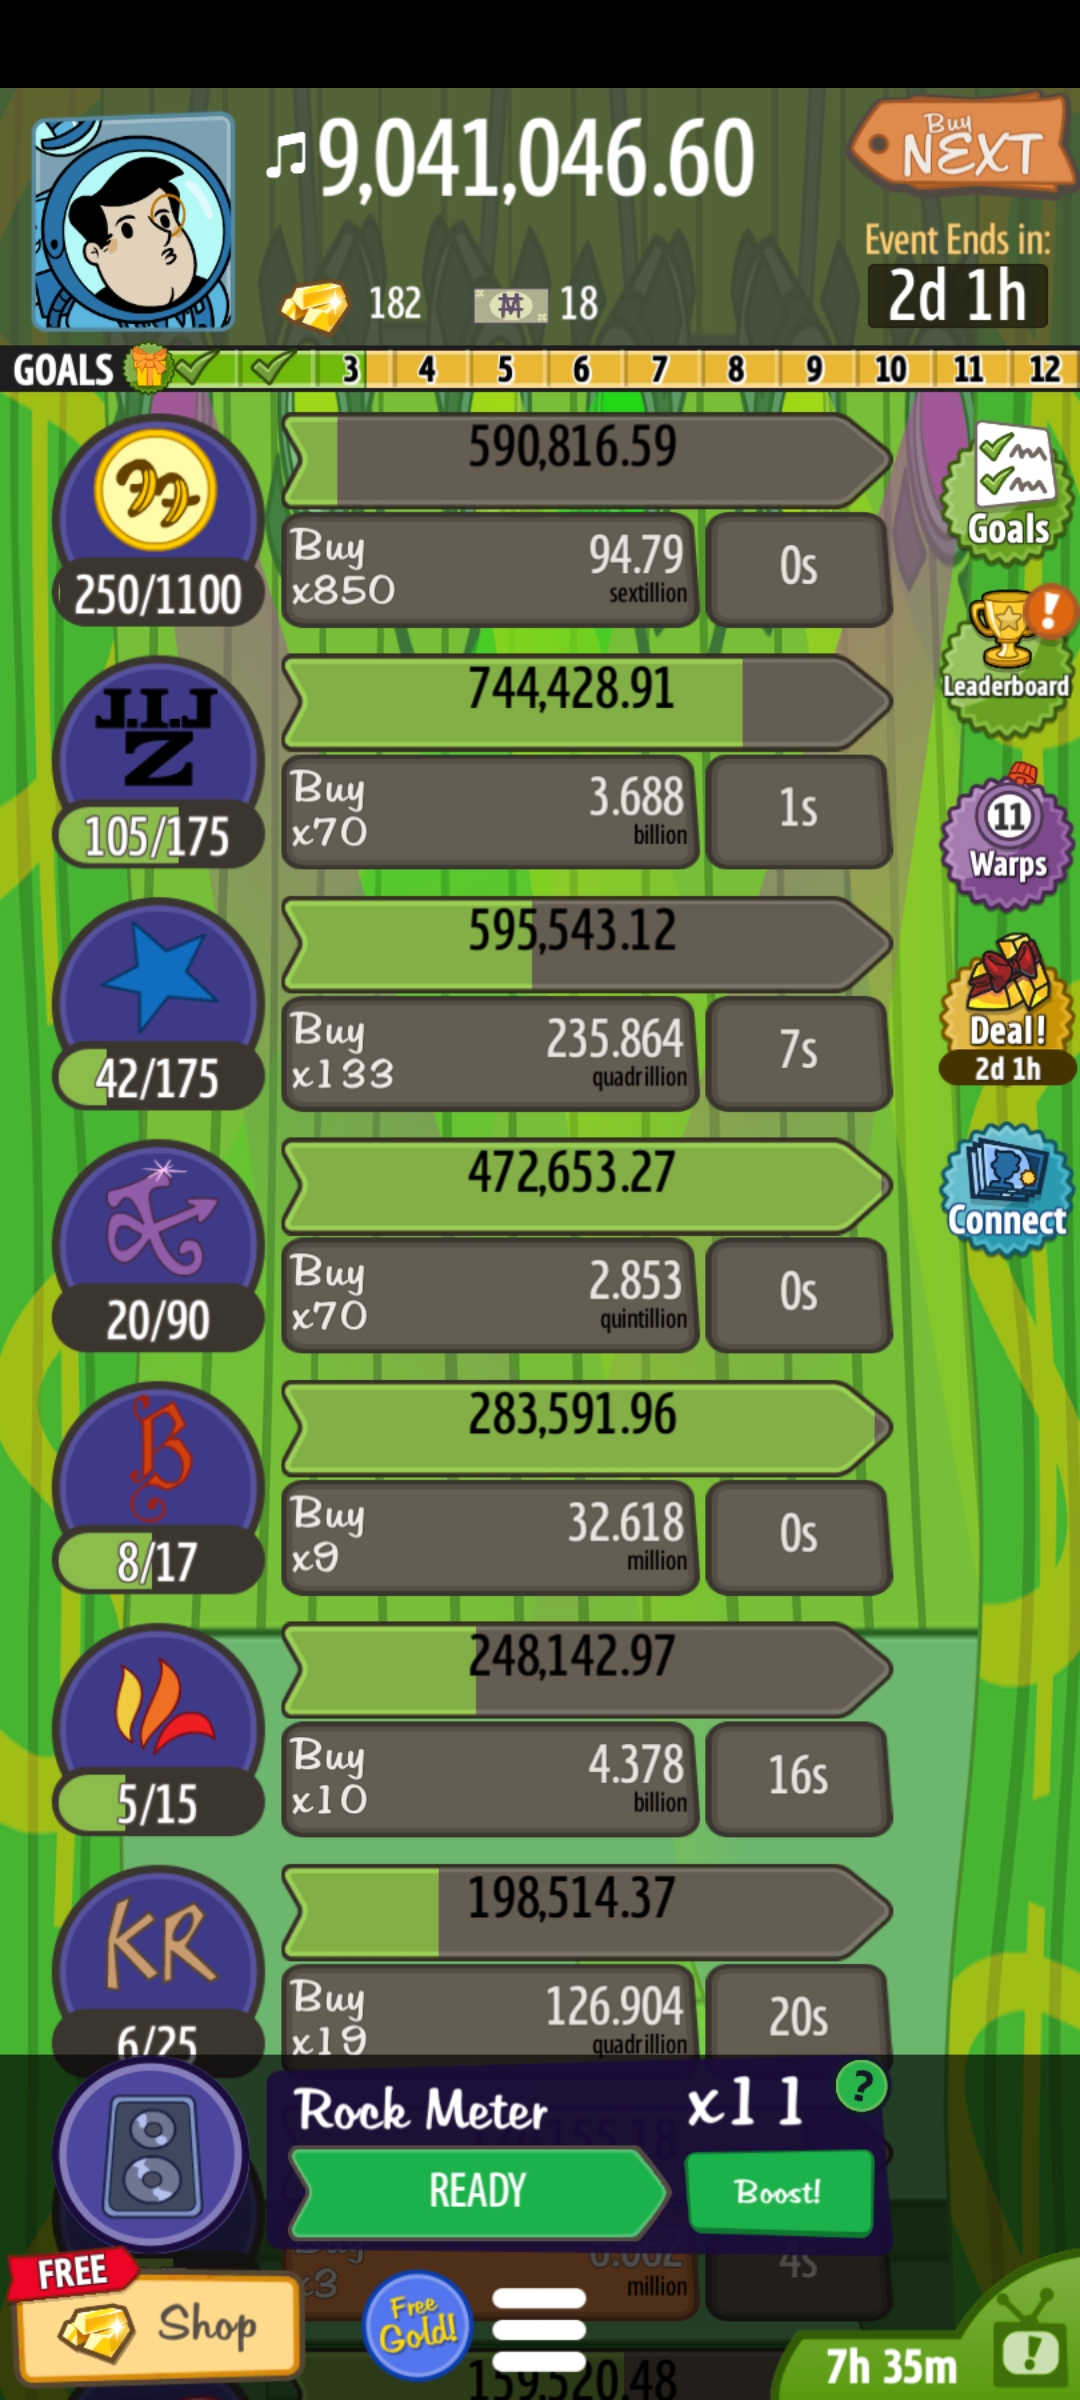 9,041,046.60
Buy
NEXT
Event Ends in:
182
18
2d 1h
GOALS 3 4 5 6 7 8 9 10 11 12
590,816.59
250/1100
Buy
x850
94.79
sextillion
0s
Goals
744,428.91
J.I.J
Z
105/175
Buy
x70
3.688
billion
1s
Leaderboard
11
Warps
595,543.12
42/175
Buy
x133
235.864
quadrillion
7s
Deal!
2d 1h
472,653.27
20/90
Buy
x70
2.853
quintillion
0s
Connect
283,591.96
B
8/17
Buy
x9
32.618
million
0s
248,142.97
5/15
Buy
x10
4.378
billion
16s
198,514.37
KR
6/25
Buy
x19
126.904
quadrillion
20s
Rock Meter
x11
?
READY
Boost!
Buy
x3
million
4s
FREE
Shop
Free
Gold!
159,520.48
7h 35m